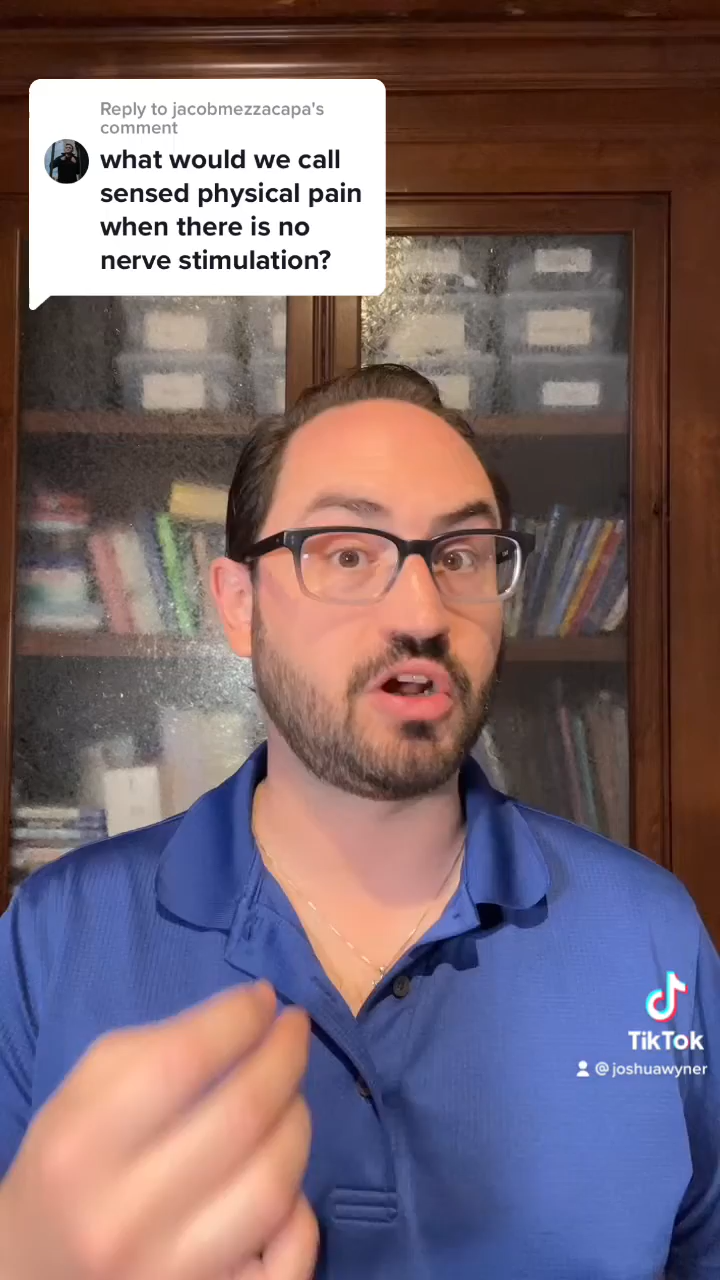 Reply to jacobmezzacapa's
comment
what would we call
sensed physical pain
when there is no
nerve stimulation?
TikTok
@joshuawyner